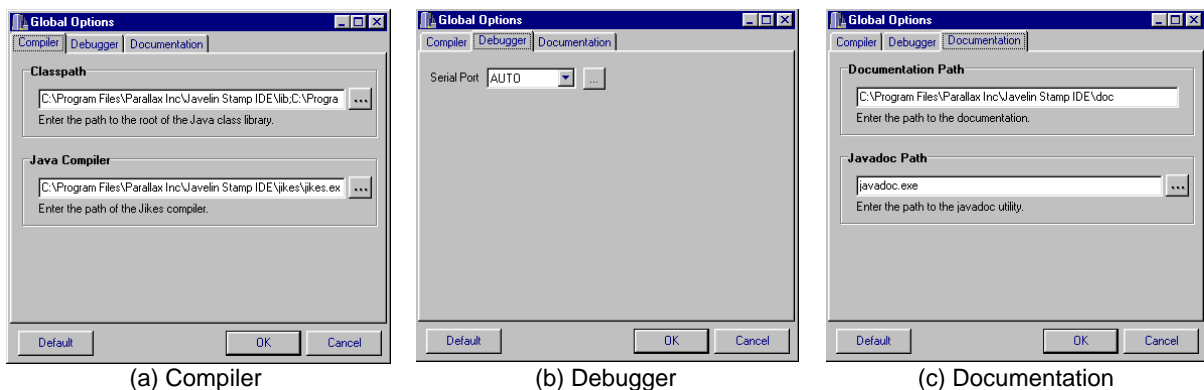 Global Options
Compiler Debugger Documentation
Classpath
C:\Program Files\Parallax Inc\Javelin Stamp IDE\lib;C:\Progra ...
Enter the path to the root of the Java class library.
Java Compiler
C:\Program Files\Parallax Inc\Javelin Stamp IDE\jikes\jikes.ex ...
Enter the path of the Jikes compiler.
Default OK Cancel
(a) Compiler
Global Options
Compiler Debugger Documentation
Serial Port AUTO ...
Default OK Cancel
(b) Debugger
Global Options
Compiler Debugger Documentation
Documentation Path
C:\Program Files\Parallax Inc\Javelin Stamp IDE\doc
Enter the path to the documentation.
Javadoc Path
javadoc.exe ...
Enter the path to the javadoc utility.
Default OK Cancel
(c) Documentation